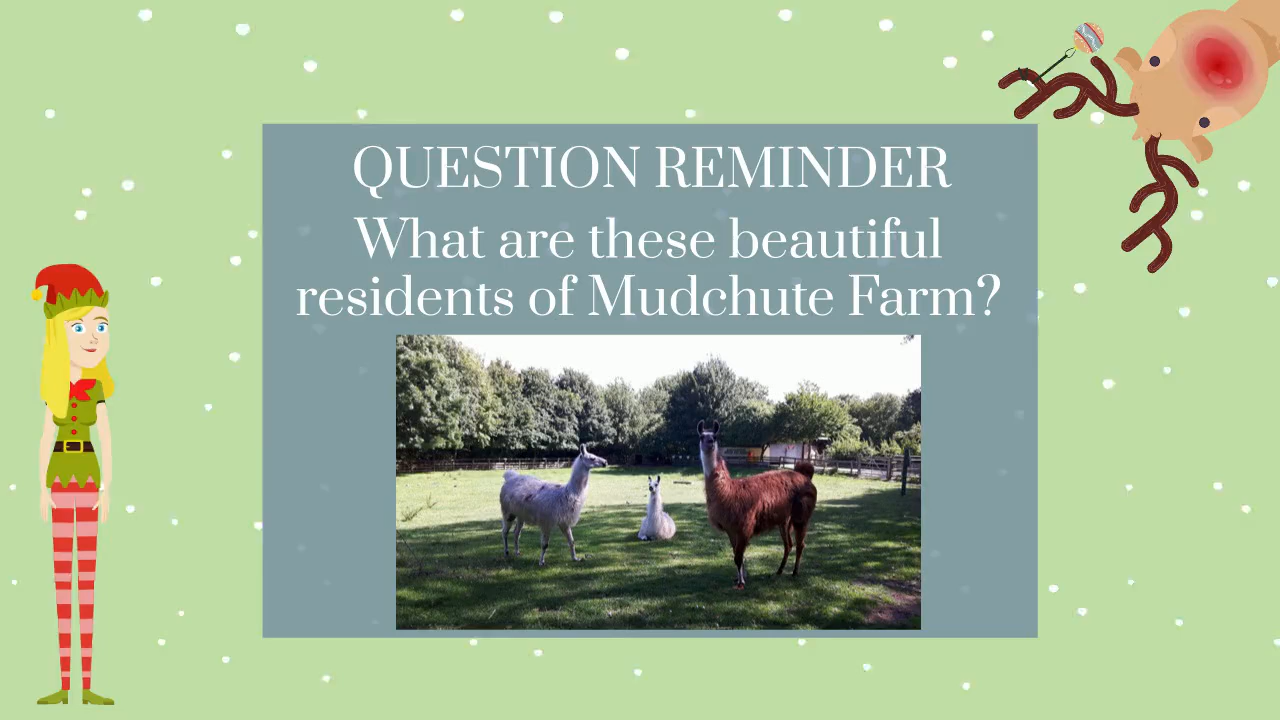 QUESTION REMINDER
What are these beautiful
residents of Mudchute Farm?